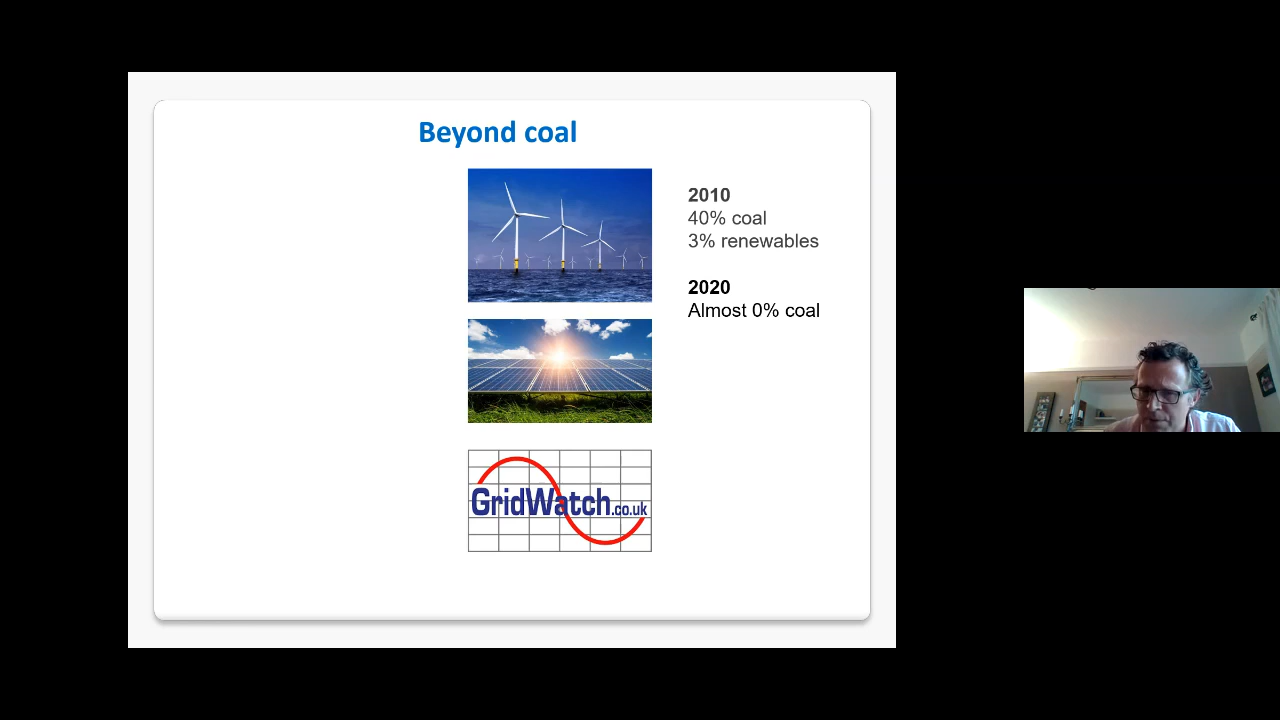 Beyond coal
2010
40% coal
3% renewables
2020
Almost 0% coal
GridWatch.co.uk